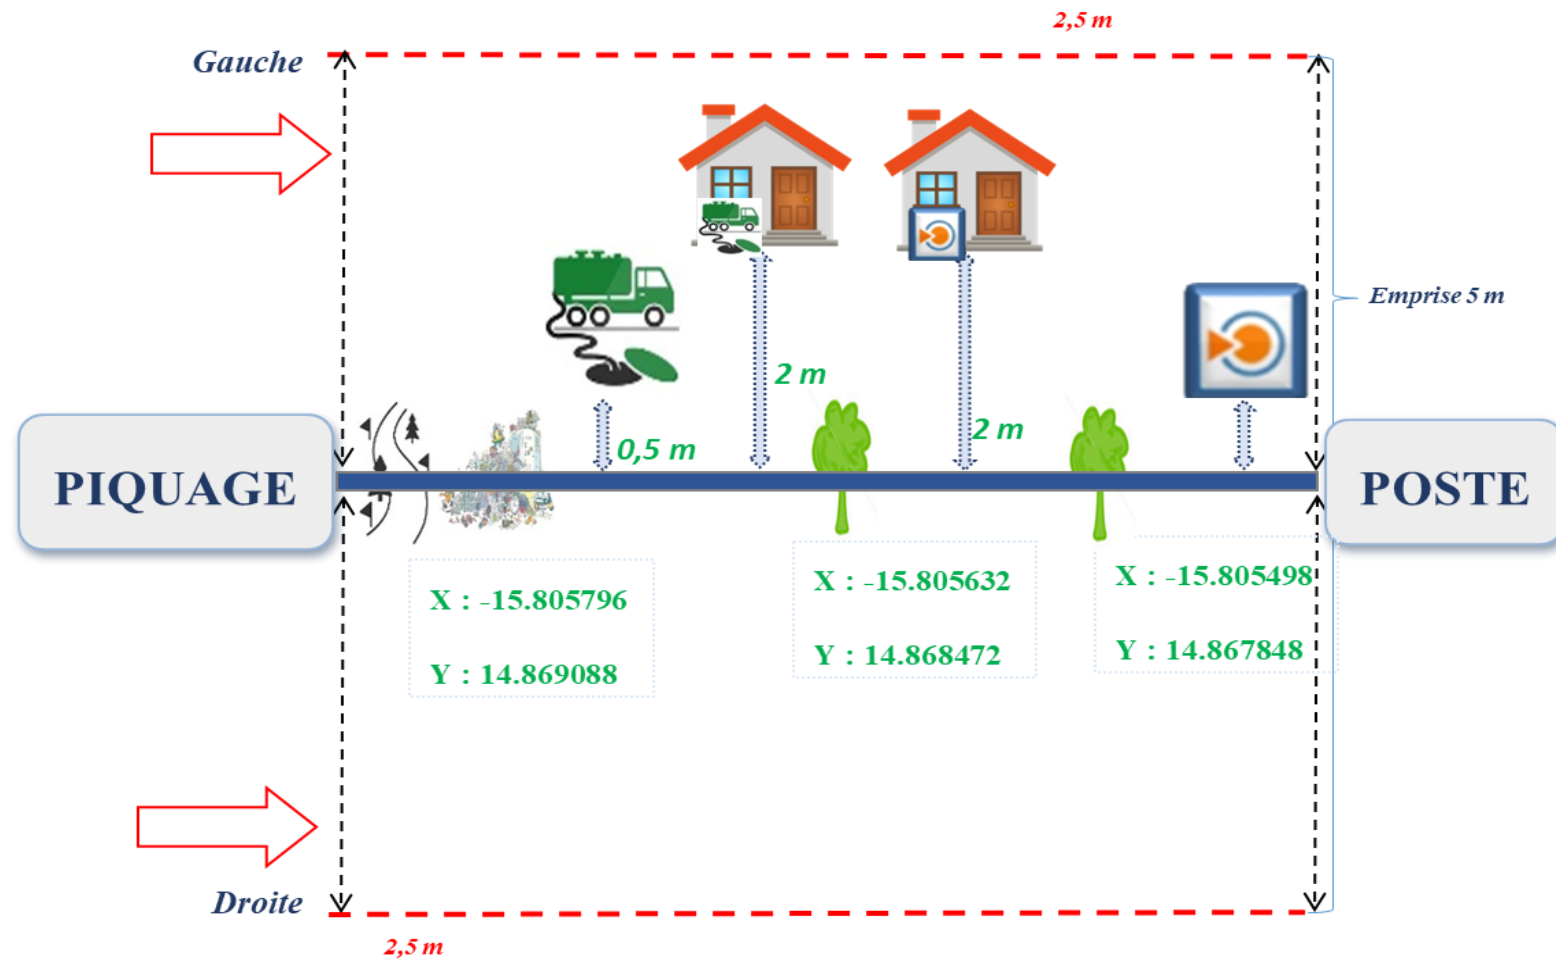 2,5 m
Gauche
Emprise 5 m
2 m
2 m
0,5 m
PIQUAGE
POSTE
X : -15.805796
Y : 14.869088
X : -15.805632
Y : 14.868472
X : -15.805498
Y : 14.867848
Droite
2,5 m